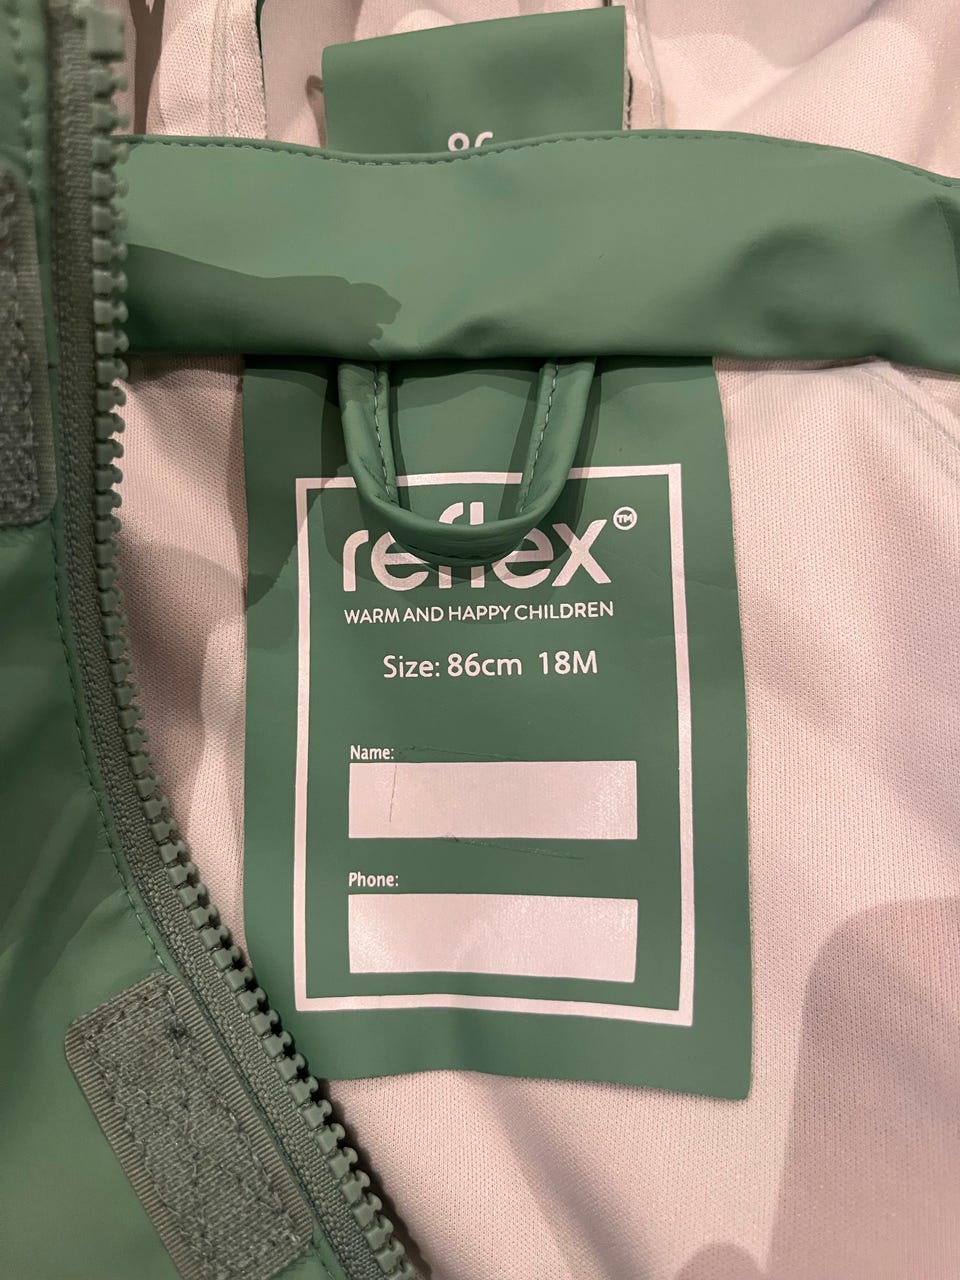 reflex™
WARM AND HAPPY CHILDREN
Size: 86cm 18M
Name:
Phone: